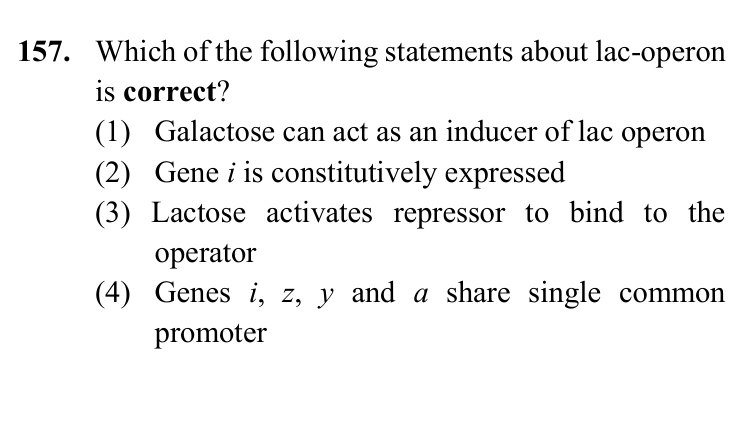 157. Which of the following statements about lac-operon
is correct?
(1) Galactose can act as an inducer of lac operon
(2) Gene i is constitutively expressed
(3) Lactose activates repressor to bind to the
operator
(4) Genes i, z, y and a share single common
promoter